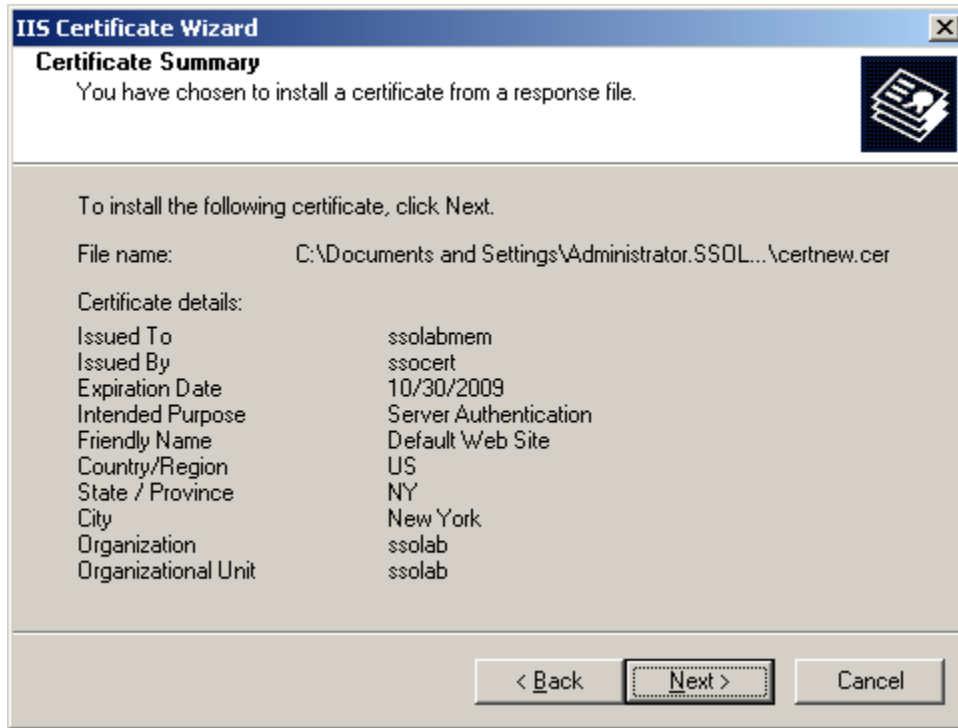 IIS Certificate Wizard
Certificate Summary
You have chosen to install a certificate from a response file.
To install the following certificate, click Next.
File name: C:\Documents and Settings\Administrator.SSOL...\certnew.cer
Certificate details:
Issued To ssolabmem
Issued By ssocert
Expiration Date 10/30/2009
Intended Purpose Server Authentication
Friendly Name Default Web Site
Country/Region US
State / Province NY
City New York
Organization ssolab
Organizational Unit ssolab
< Back Next > Cancel